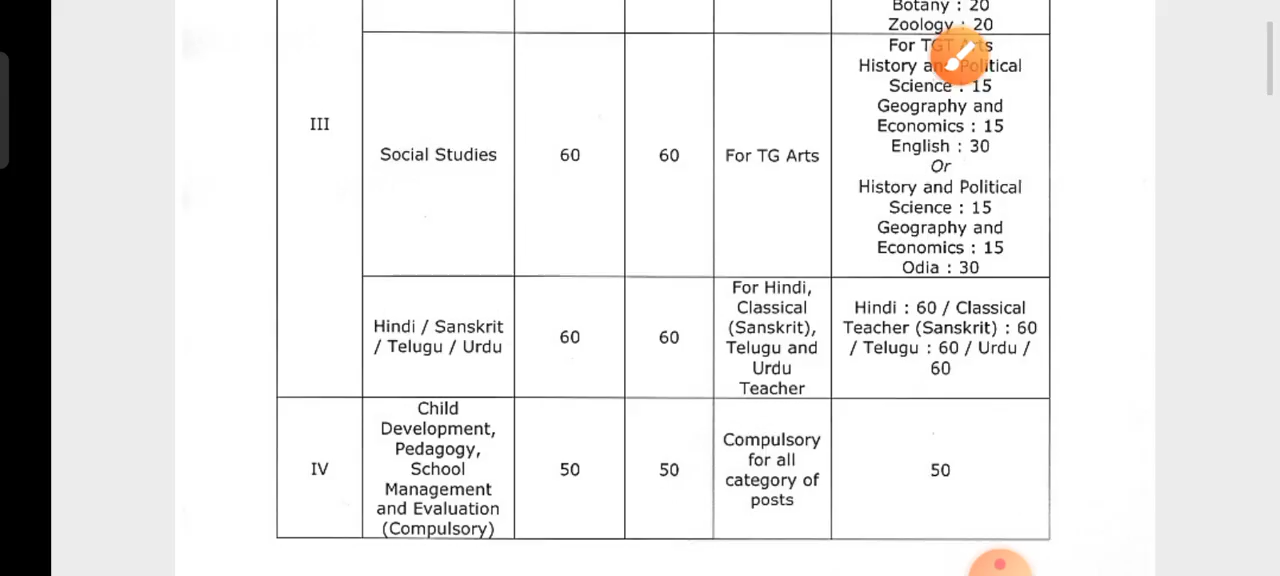 Botany : 20
Zoology : 20
III
Social Studies
60
60
For TG Arts
For TGT Arts
History and Political
Science : 15
Geography and
Economics : 15
English : 30
Or
History and Political
Science : 15
Geography and
Economics : 15
Odia : 30
Hindi / Sanskrit
/ Telugu / Urdu
60
60
For Hindi,
Classical
(Sanskrit),
Telugu and
Urdu
Teacher
Hindi : 60 / Classical
Teacher (Sanskrit) : 60
/ Telugu : 60 / Urdu /
60
IV
Child
Development,
Pedagogy,
School
Management
and Evaluation
(Compulsory)
50
50
Compulsory
for all
category of
posts
50